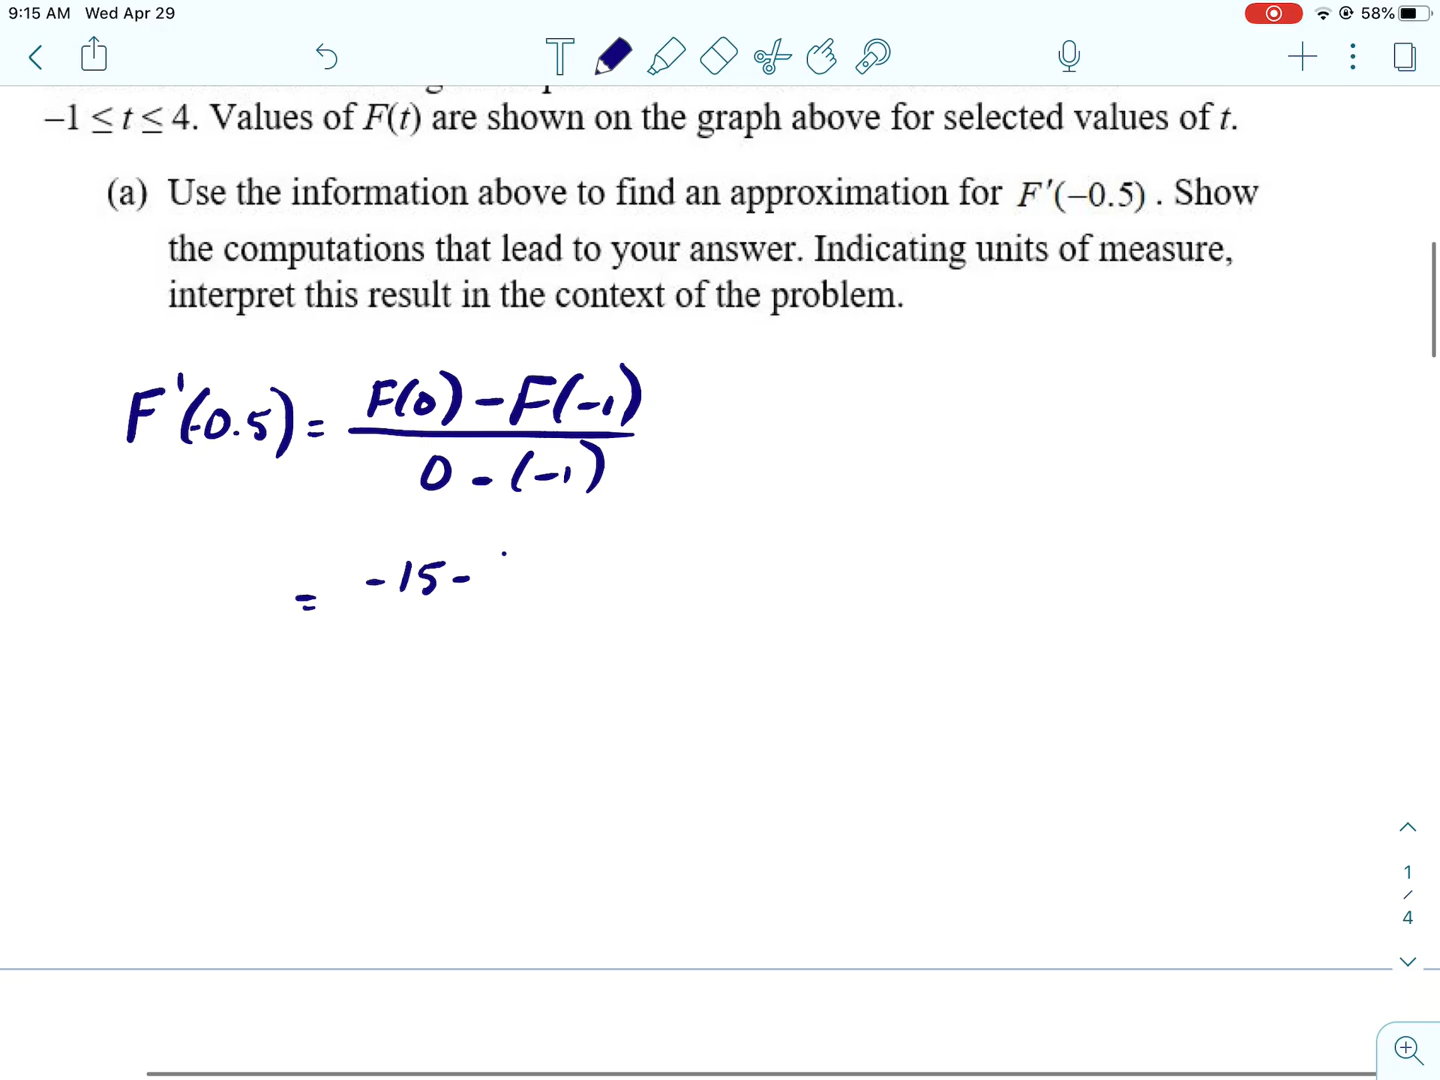 9:15 AM Wed Apr 29
58%
T
−1 ≤ t ≤ 4. Values of F(t) are shown on the graph above for selected values of t.
(a) Use the information above to find an approximation for F′(−0.5). Show
the computations that lead to your answer. Indicating units of measure,
interpret this result in the context of the problem.
F'(-0.5) = F(0) - F(-1)
0 - (-1)
= -15 -
1
/
4